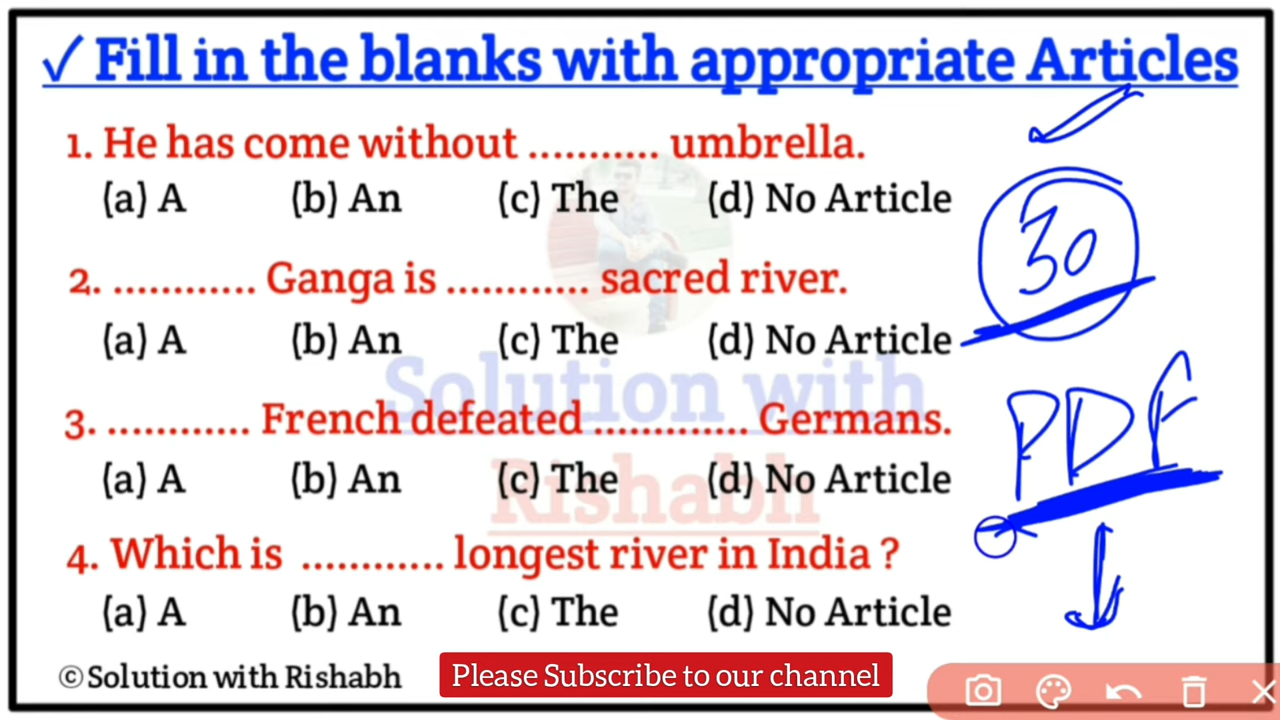 ✓ Fill in the blanks with appropriate Articles
1. He has come without ........... umbrella.
(a) A (b) An (c) The (d) No Article
30
2. ............ Ganga is ............ sacred river.
(a) A (b) An (c) The (d) No Article
Solution with
PDF
3. ............ French defeated ............. Germans.
(a) A (b) An (c) The (d) No Article
Rishabh
4. Which is ............ longest river in India ?
(a) A (b) An (c) The (d) No Article
©Solution with Rishabh
Please Subscribe to our channel